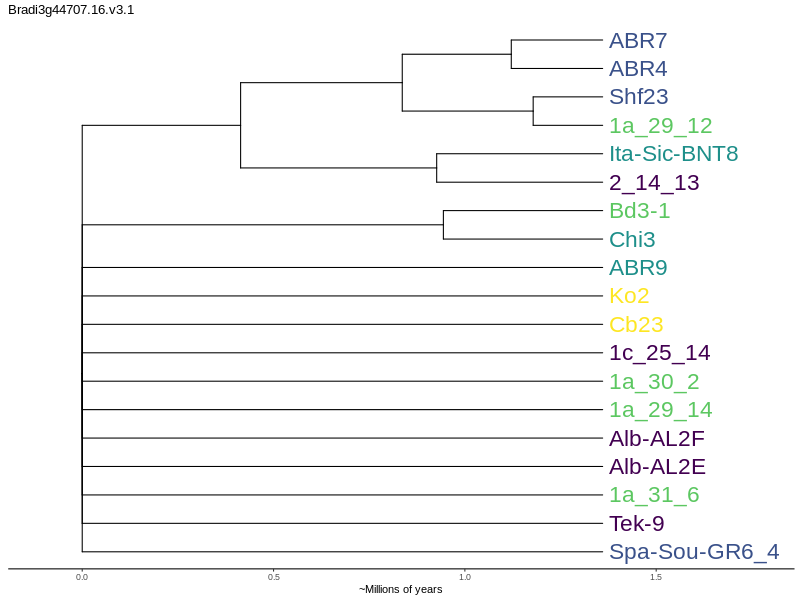 Bradi3g44707.16.v3.1
ABR7
ABR4
Shf23
1a_29_12
Ita-Sic-BNT8
2_14_13
Bd3-1
Chi3
ABR9
Ko2
Cb23
1c_25_14
1a_30_2
1a_29_14
Alb-AL2F
Alb-AL2E
1a_31_6
Tek-9
Spa-Sou-GR6_4
0.0 0.5 1.0 1.5
~Millions of years